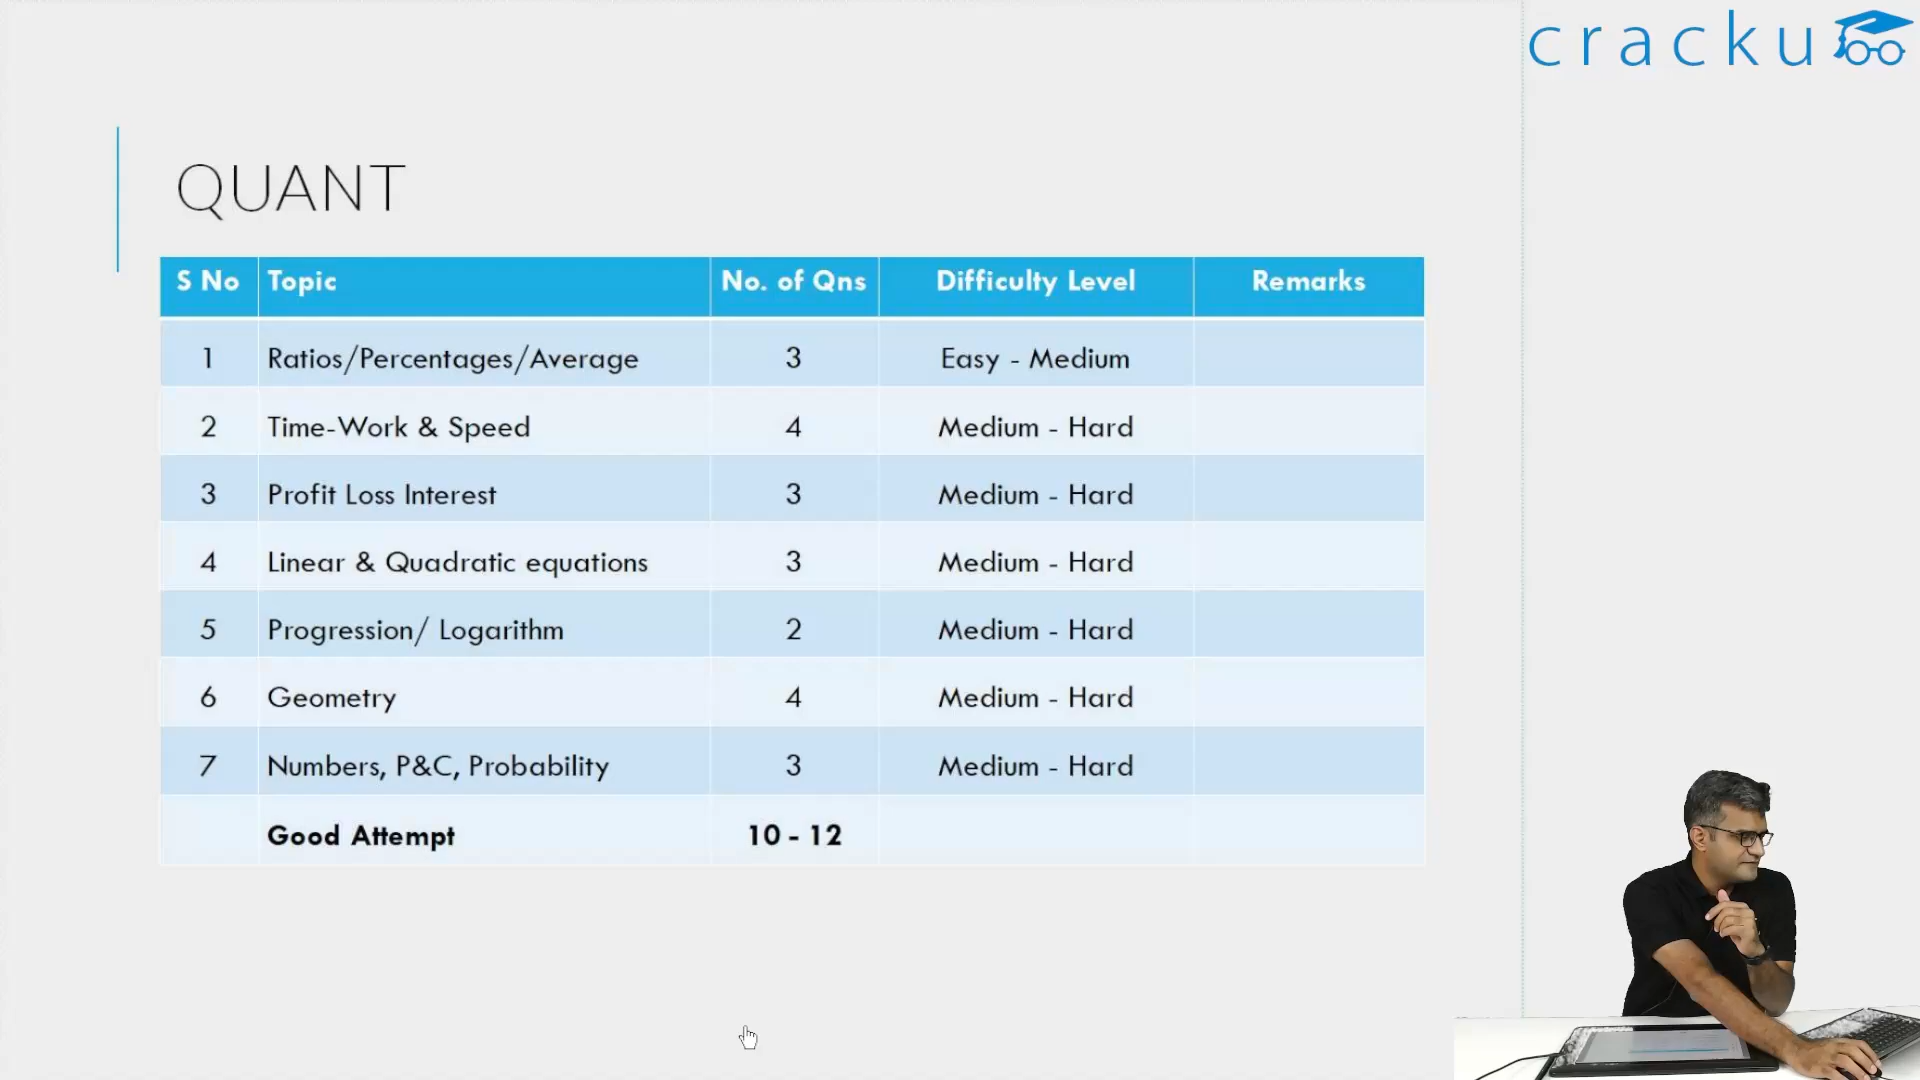 cracku
QUANT
S No Topic No. of Qns Difficulty Level Remarks
1 Ratios/Percentages/Average 3 Easy - Medium
2 Time-Work & Speed 4 Medium - Hard
3 Profit Loss Interest 3 Medium - Hard
4 Linear & Quadratic equations 3 Medium - Hard
5 Progression/ Logarithm 2 Medium - Hard
6 Geometry 4 Medium - Hard
7 Numbers, P&C, Probability 3 Medium - Hard
Good Attempt 10 - 12